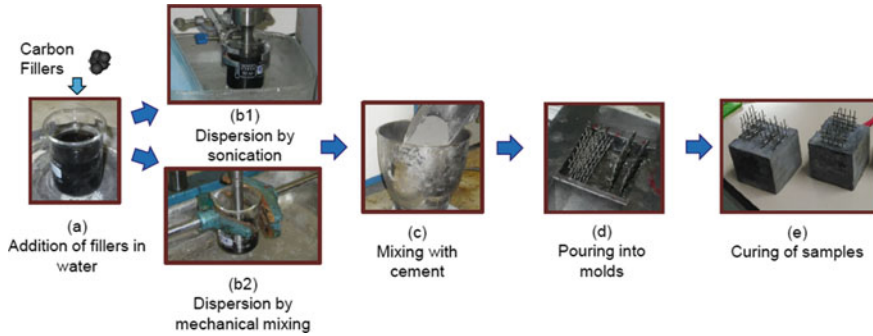 Carbon
Fillers
(a)
Addition of fillers in
water
(b1)
Dispersion by
sonication
(b2)
Dispersion by
mechanical mixing
(c)
Mixing with
cement
(d)
Pouring into
molds
(e)
Curing of samples